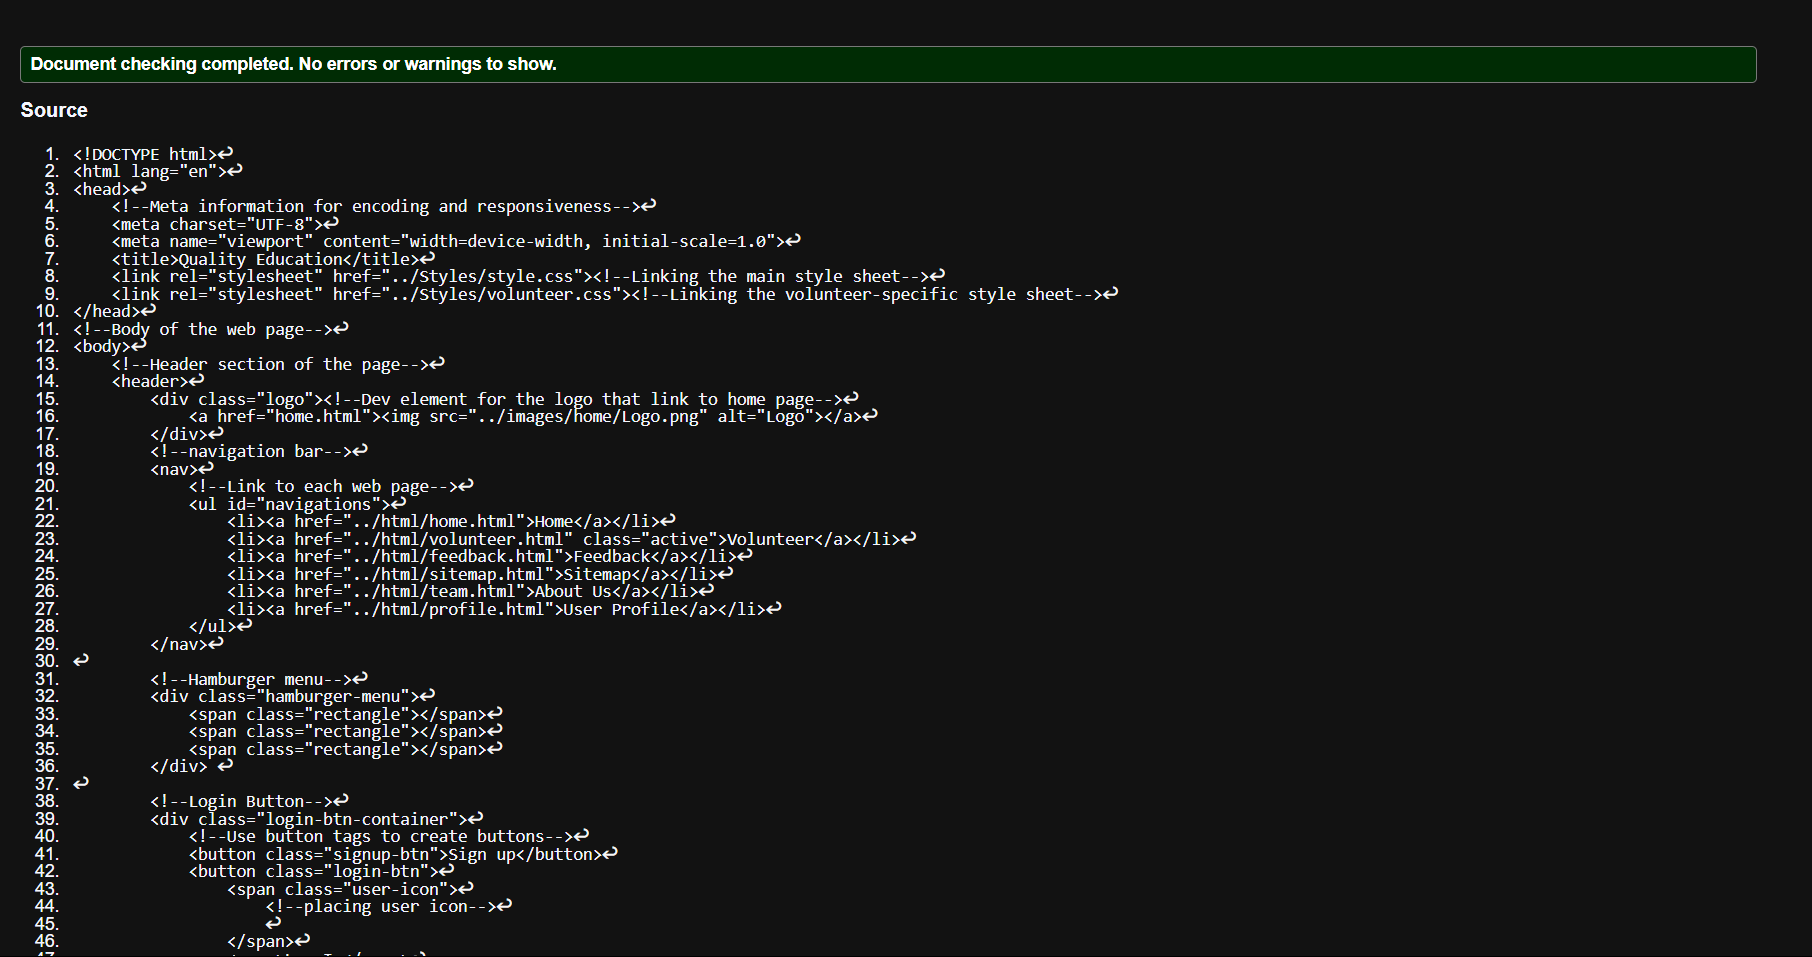 Document checking completed. No errors or warnings to show.
Source
1. <!DOCTYPE html>↩
2. <html lang="en">↩
3. <head>↩
4. <!--Meta information for encoding and responsiveness-->↩
5. <meta charset="UTF-8">↩
6. <meta name="viewport" content="width=device-width, initial-scale=1.0">↩
7. <title>Quality Education</title>↩
8. <link rel="stylesheet" href="../Styles/style.css"><!--Linking the main style sheet-->↩
9. <link rel="stylesheet" href="../Styles/volunteer.css"><!--Linking the volunteer-specific style sheet-->↩
10. </head>↩
11. <!--Body of the web page-->↩
12. <body>↩
13. <!--Header section of the page-->↩
14. <header>↩
15. <div class="logo"><!--Dev element for the logo that link to home page-->↩
16. <a href="home.html"><img src="../images/home/Logo.png" alt="Logo"></a>↩
17. </div>↩
18. <!--navigation bar-->↩
19. <nav>↩
20. <!--Link to each web page-->↩
21. <ul id="navigations">↩
22. <li><a href="../html/home.html">Home</a></li>↩
23. <li><a href="../html/volunteer.html" class="active">Volunteer</a></li>↩
24. <li><a href="../html/feedback.html">Feedback</a></li>↩
25. <li><a href="../html/sitemap.html">Sitemap</a></li>↩
26. <li><a href="../html/team.html">About Us</a></li>↩
27. <li><a href="../html/profile.html">User Profile</a></li>↩
28. </ul>↩
29. </nav>↩
30. ↩
31. <!--Hamburger menu-->↩
32. <div class="hamburger-menu">↩
33. <span class="rectangle"></span>↩
34. <span class="rectangle"></span>↩
35. <span class="rectangle"></span>↩
36. </div> ↩
37. ↩
38. <!--Login Button-->↩
39. <div class="login-btn-container">↩
40. <!--Use button tags to create buttons-->↩
41. <button class="signup-btn">Sign up</button>↩
42. <button class="login-btn">↩
43. <span class="user-icon">↩
44. <!--placing user icon-->↩
45. ↩
46. </span>↩